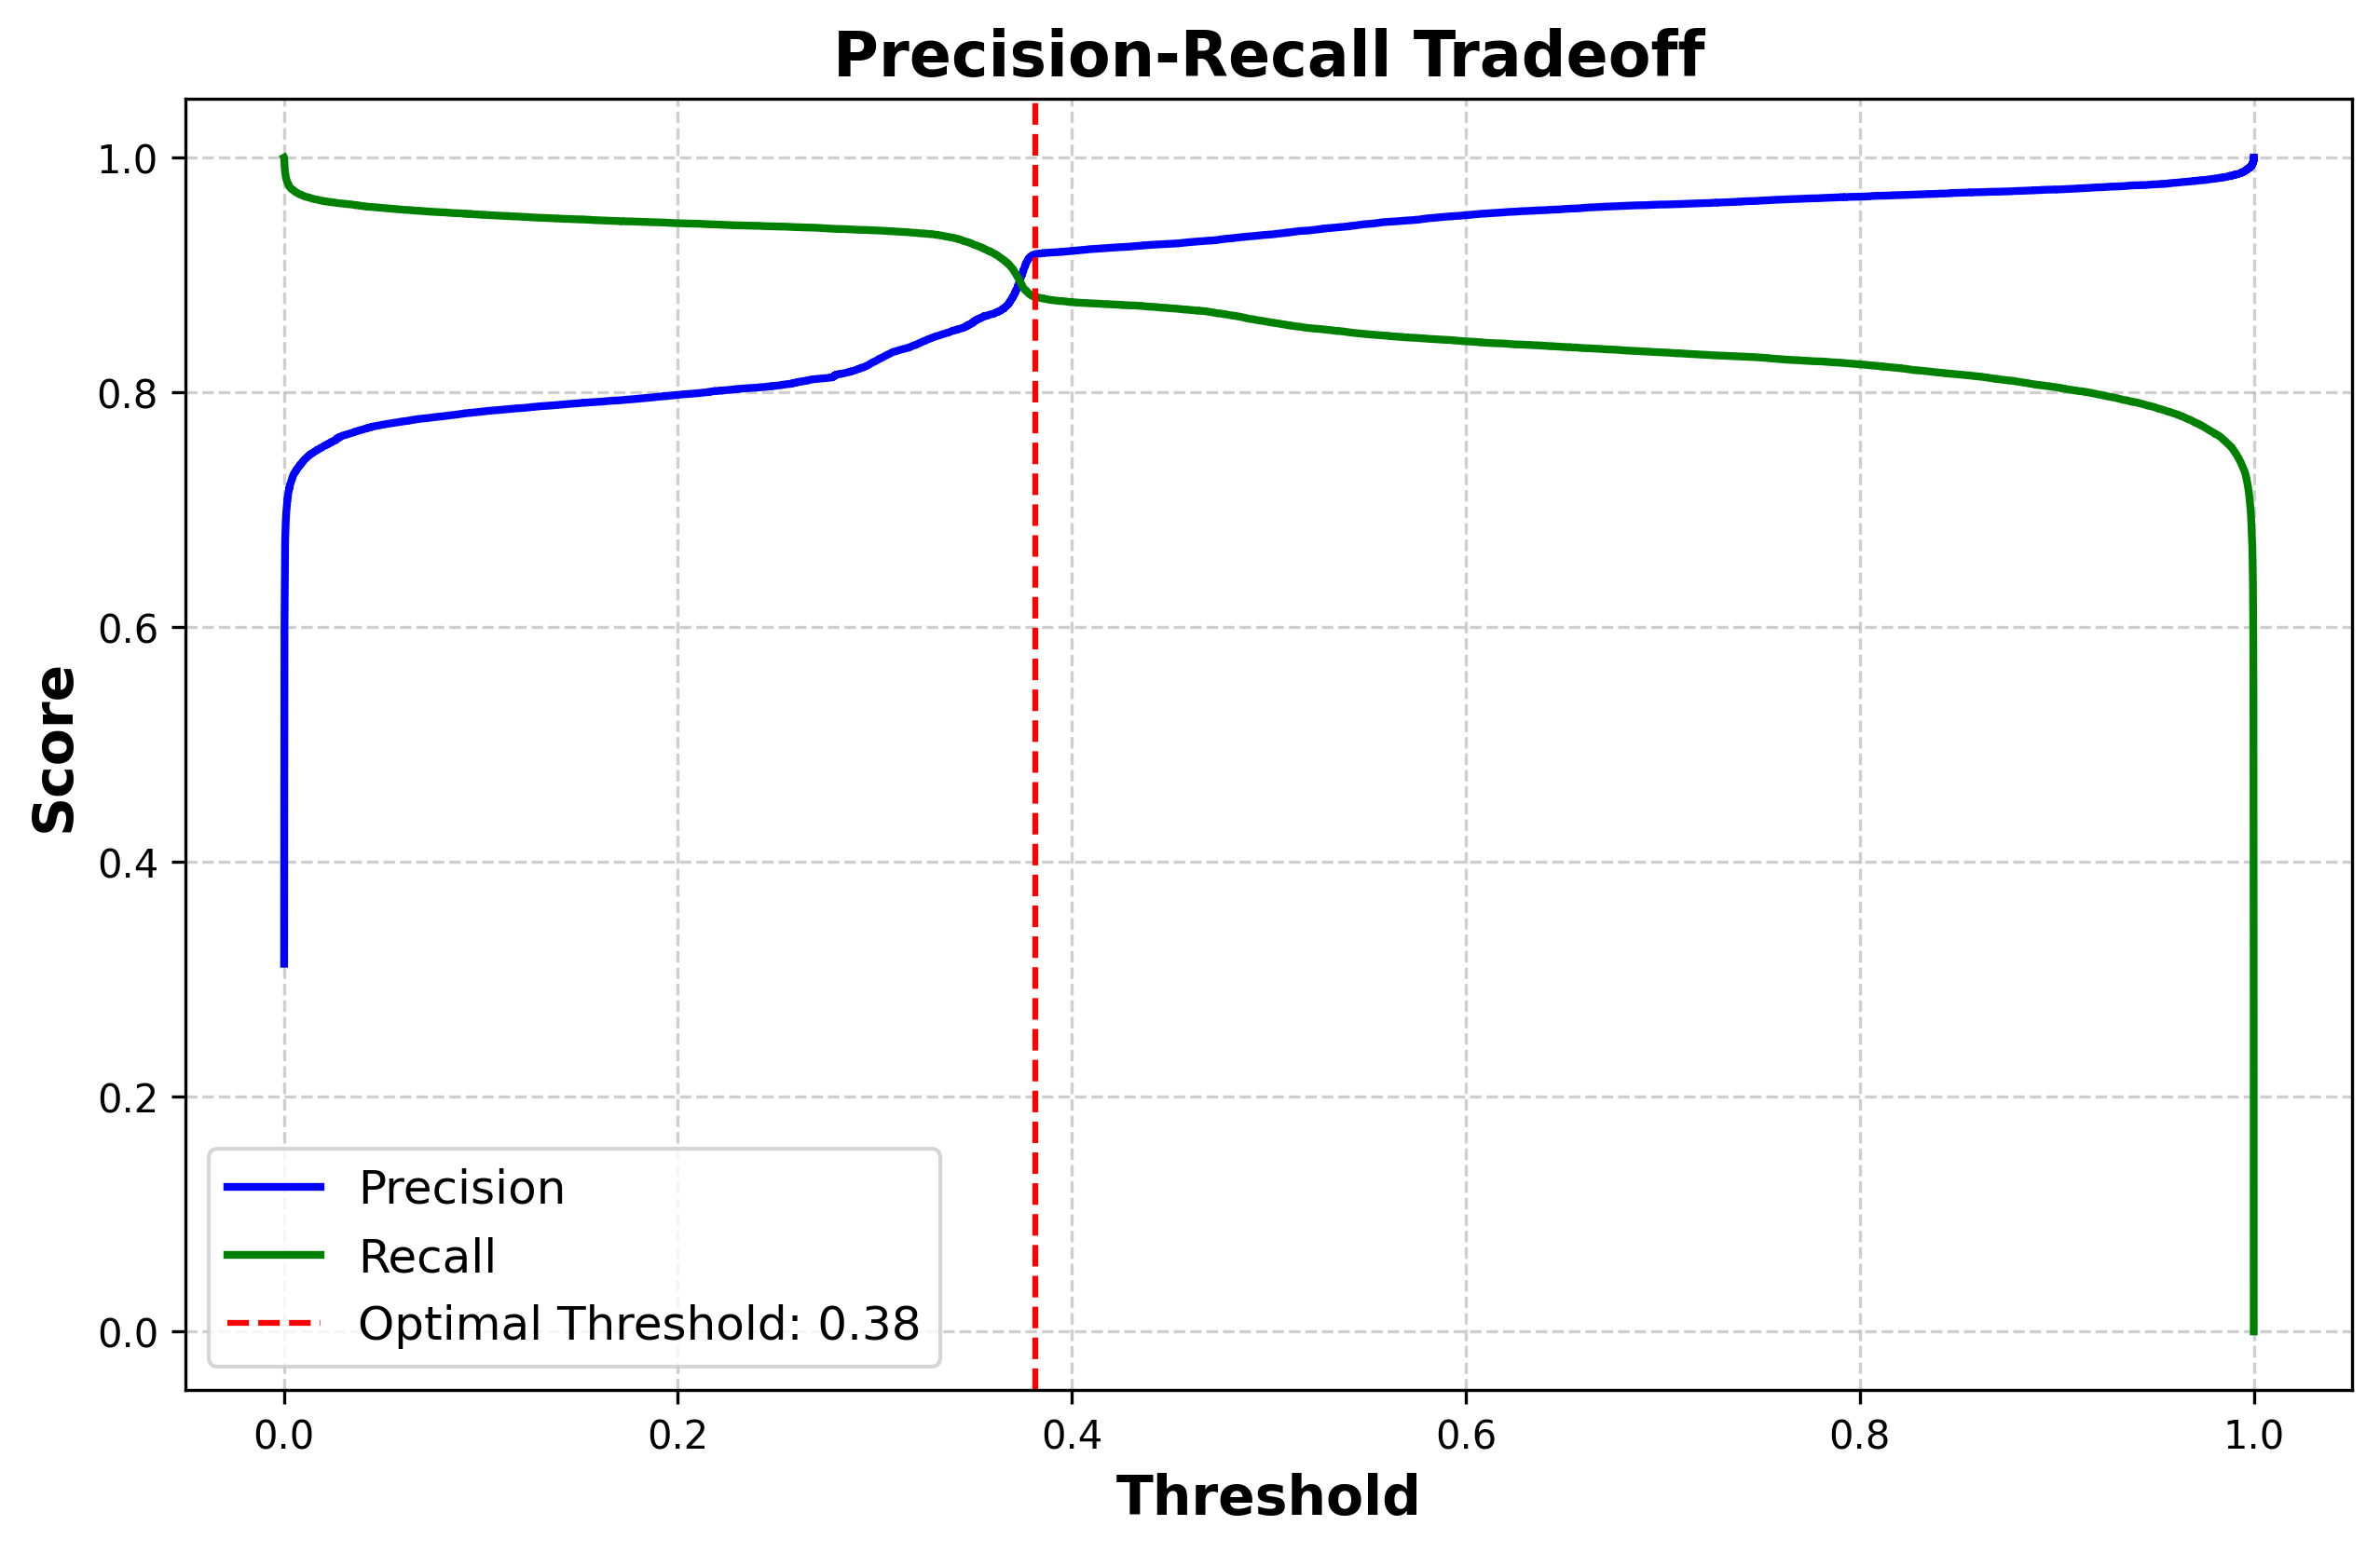 Precision-Recall Tradeoff
Score
1.0
0.8
0.6
0.4
0.2
0.0
Precision
Recall
Optimal Threshold: 0.38
0.0 0.2 0.4 0.6 0.8 1.0
Threshold